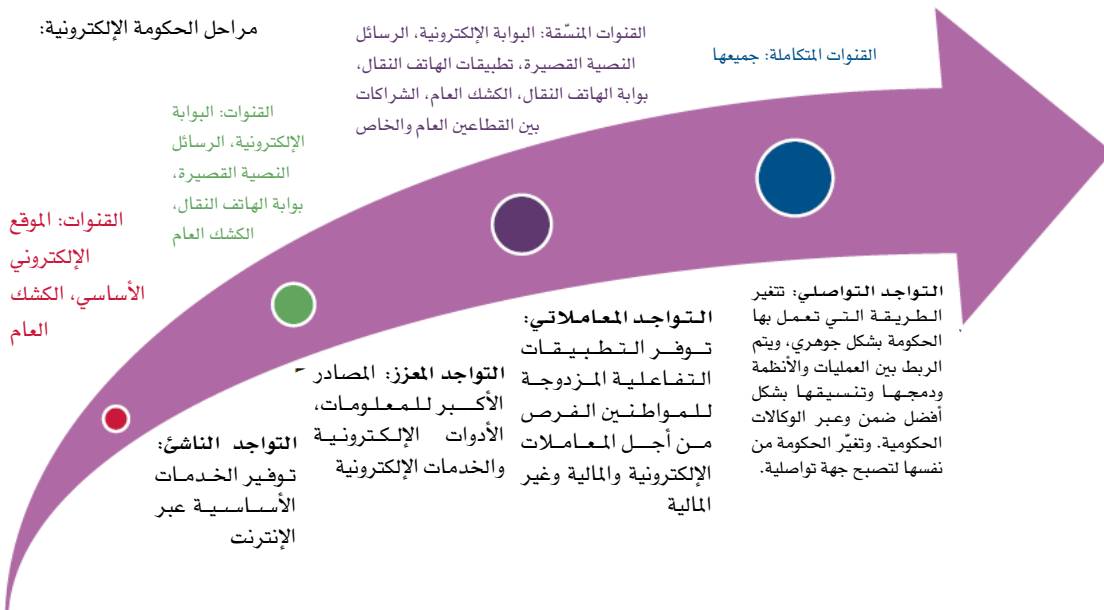 مراحل الحكومة الإلكترونية:
القنوات: الموقع
الإلكتروني
الأساسي، الكشك
العام
القنوات: البوابة
الإلكترونية، الرسائل
النصية القصيرة،
بوابة الهاتف النقال،
الكشك العام
القنوات المنسّقة: البوابة الإلكترونية، الرسائل
النصية القصيرة، تطبيقات الهاتف النقال،
بوابة الهاتف النقال، الكشك العام، الشراكات
بين القطاعين العام والخاص
القنوات المتكاملة: جميعها
التواجد الناشئ:
توفير الخدمات
الأساسية عبر
الإنترنت
التواجد المعزز: المصادر
الأكبر للمعلومات،
الأدوات الإلكترونية
والخدمات الإلكترونية
التواجد المعاملاتي:
توفر التطبيقات
التفاعلية المزدوجة
للمواطنين الفرص
من أجل المعاملات
الإلكترونية والمالية وغير
المالية
التواجد التواصلي: تتغير
الطريقة التي تعمل بها
الحكومة بشكل جوهري، ويتم
الربط بين العمليات والأنظمة
ودمجها وتنسيقها بشكل
أفضل ضمن وعبر الوكالات
الحكومية. وتغيّر الحكومة من
نفسها لتصبح جهة تواصلية.